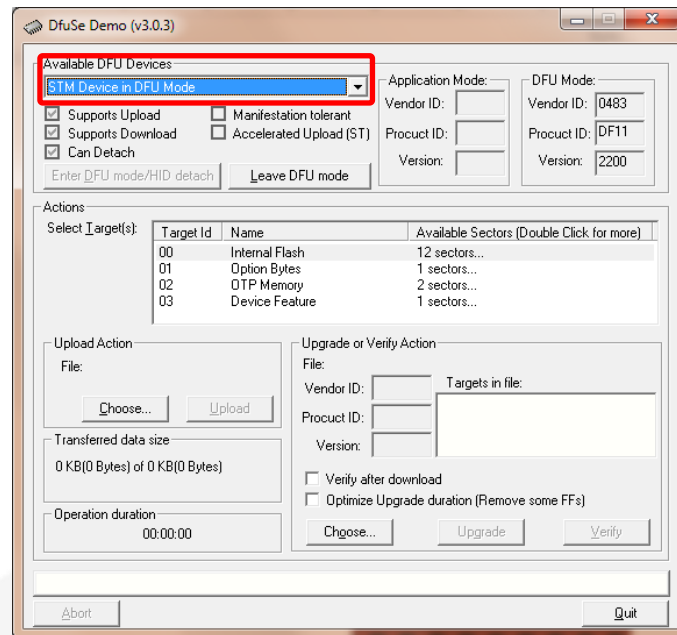 DfuSe Demo (v3.0.3)
Available DFU Devices
STM Device in DFU Mode
Supports Upload
Manifestation tolerant
Supports Download
Accelerated Upload (ST)
Can Detach
Enter DFU mode/HID detach
Leave DFU mode
Application Mode:
Vendor ID:
Procuct ID:
Version:
DFU Mode:
Vendor ID: 0483
Procuct ID: DF11
Version: 2200
Actions
Select Target(s):
Target Id Name Available Sectors (Double Click for more)
00 Internal Flash 12 sectors...
01 Option Bytes 1 sectors...
02 OTP Memory 2 sectors...
03 Device Feature 1 sectors...
Upload Action
File:
Choose...
Upload
Transferred data size
0 KB(0 Bytes) of 0 KB(0 Bytes)
Operation duration
00:00:00
Upgrade or Verify Action
File:
Vendor ID:
Procuct ID:
Version:
Targets in file:
Verify after download
Optimize Upgrade duration (Remove some FFs)
Choose...
Upgrade
Verify
Abort
Quit